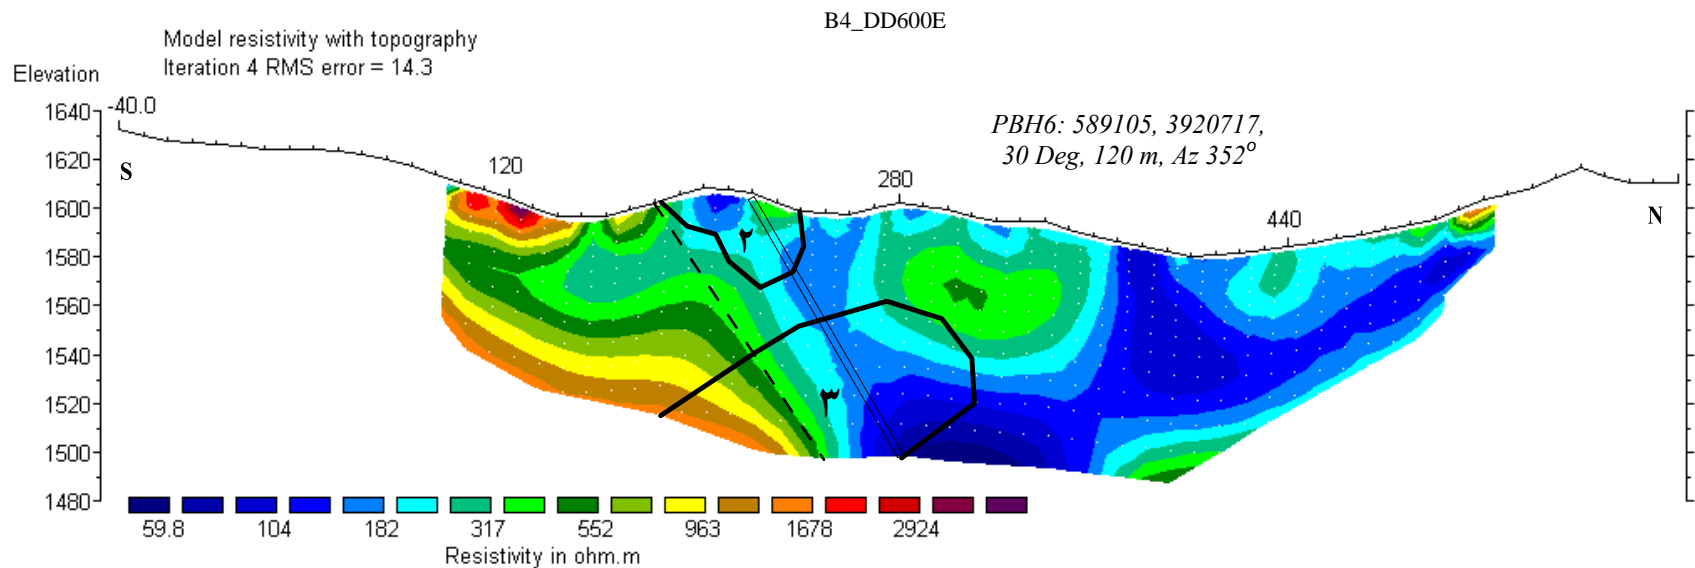 B4_DD600E
Model resistivity with topography
Iteration 4 RMS error = 14.3
Elevation
1640
-40.0
PBH6: 589105, 3920717,
30 Deg, 120 m, Az 352º
1620
S
120
280
1600
440
N
۲
1580
1560
1540
1520
۳
1500
1480
59.8 104 182 317 552 963 1678 2924
Resistivity in ohm.m